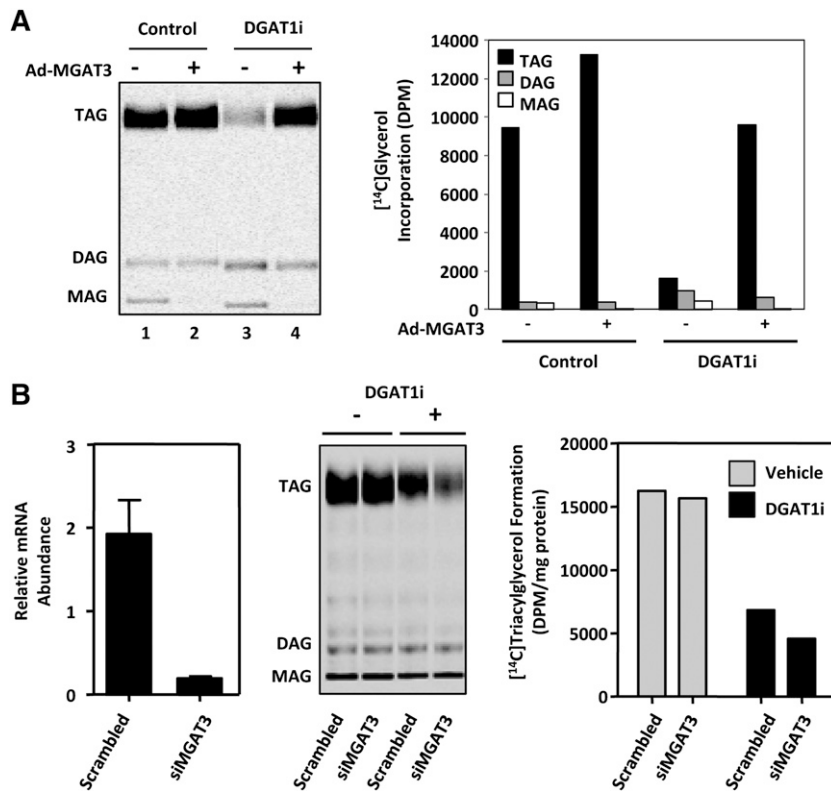 A
Control DGAT1i
Ad-MGAT3 - + - +
TAG
DAG
MAG
1 2 3 4
[14C]Glycerol
Incorporation (DPM)
14000
12000
10000
8000
6000
4000
2000
0
TAG
DAG
MAG
Ad-MGAT3 - + - +
Control DGAT1i
B
Relative mRNA
Abundance
3
2
1
0
Scrambled
siMGAT3
DGAT1i
- +
TAG
DAG
MAG
Scrambled
siMGAT3
Scrambled
siMGAT3
[14C]Triacylglycerol Formation
(DPM/mg protein)
20000
15000
10000
5000
0
Vehicle
DGAT1i
Scrambled
siMGAT3
Scrambled
siMGAT3